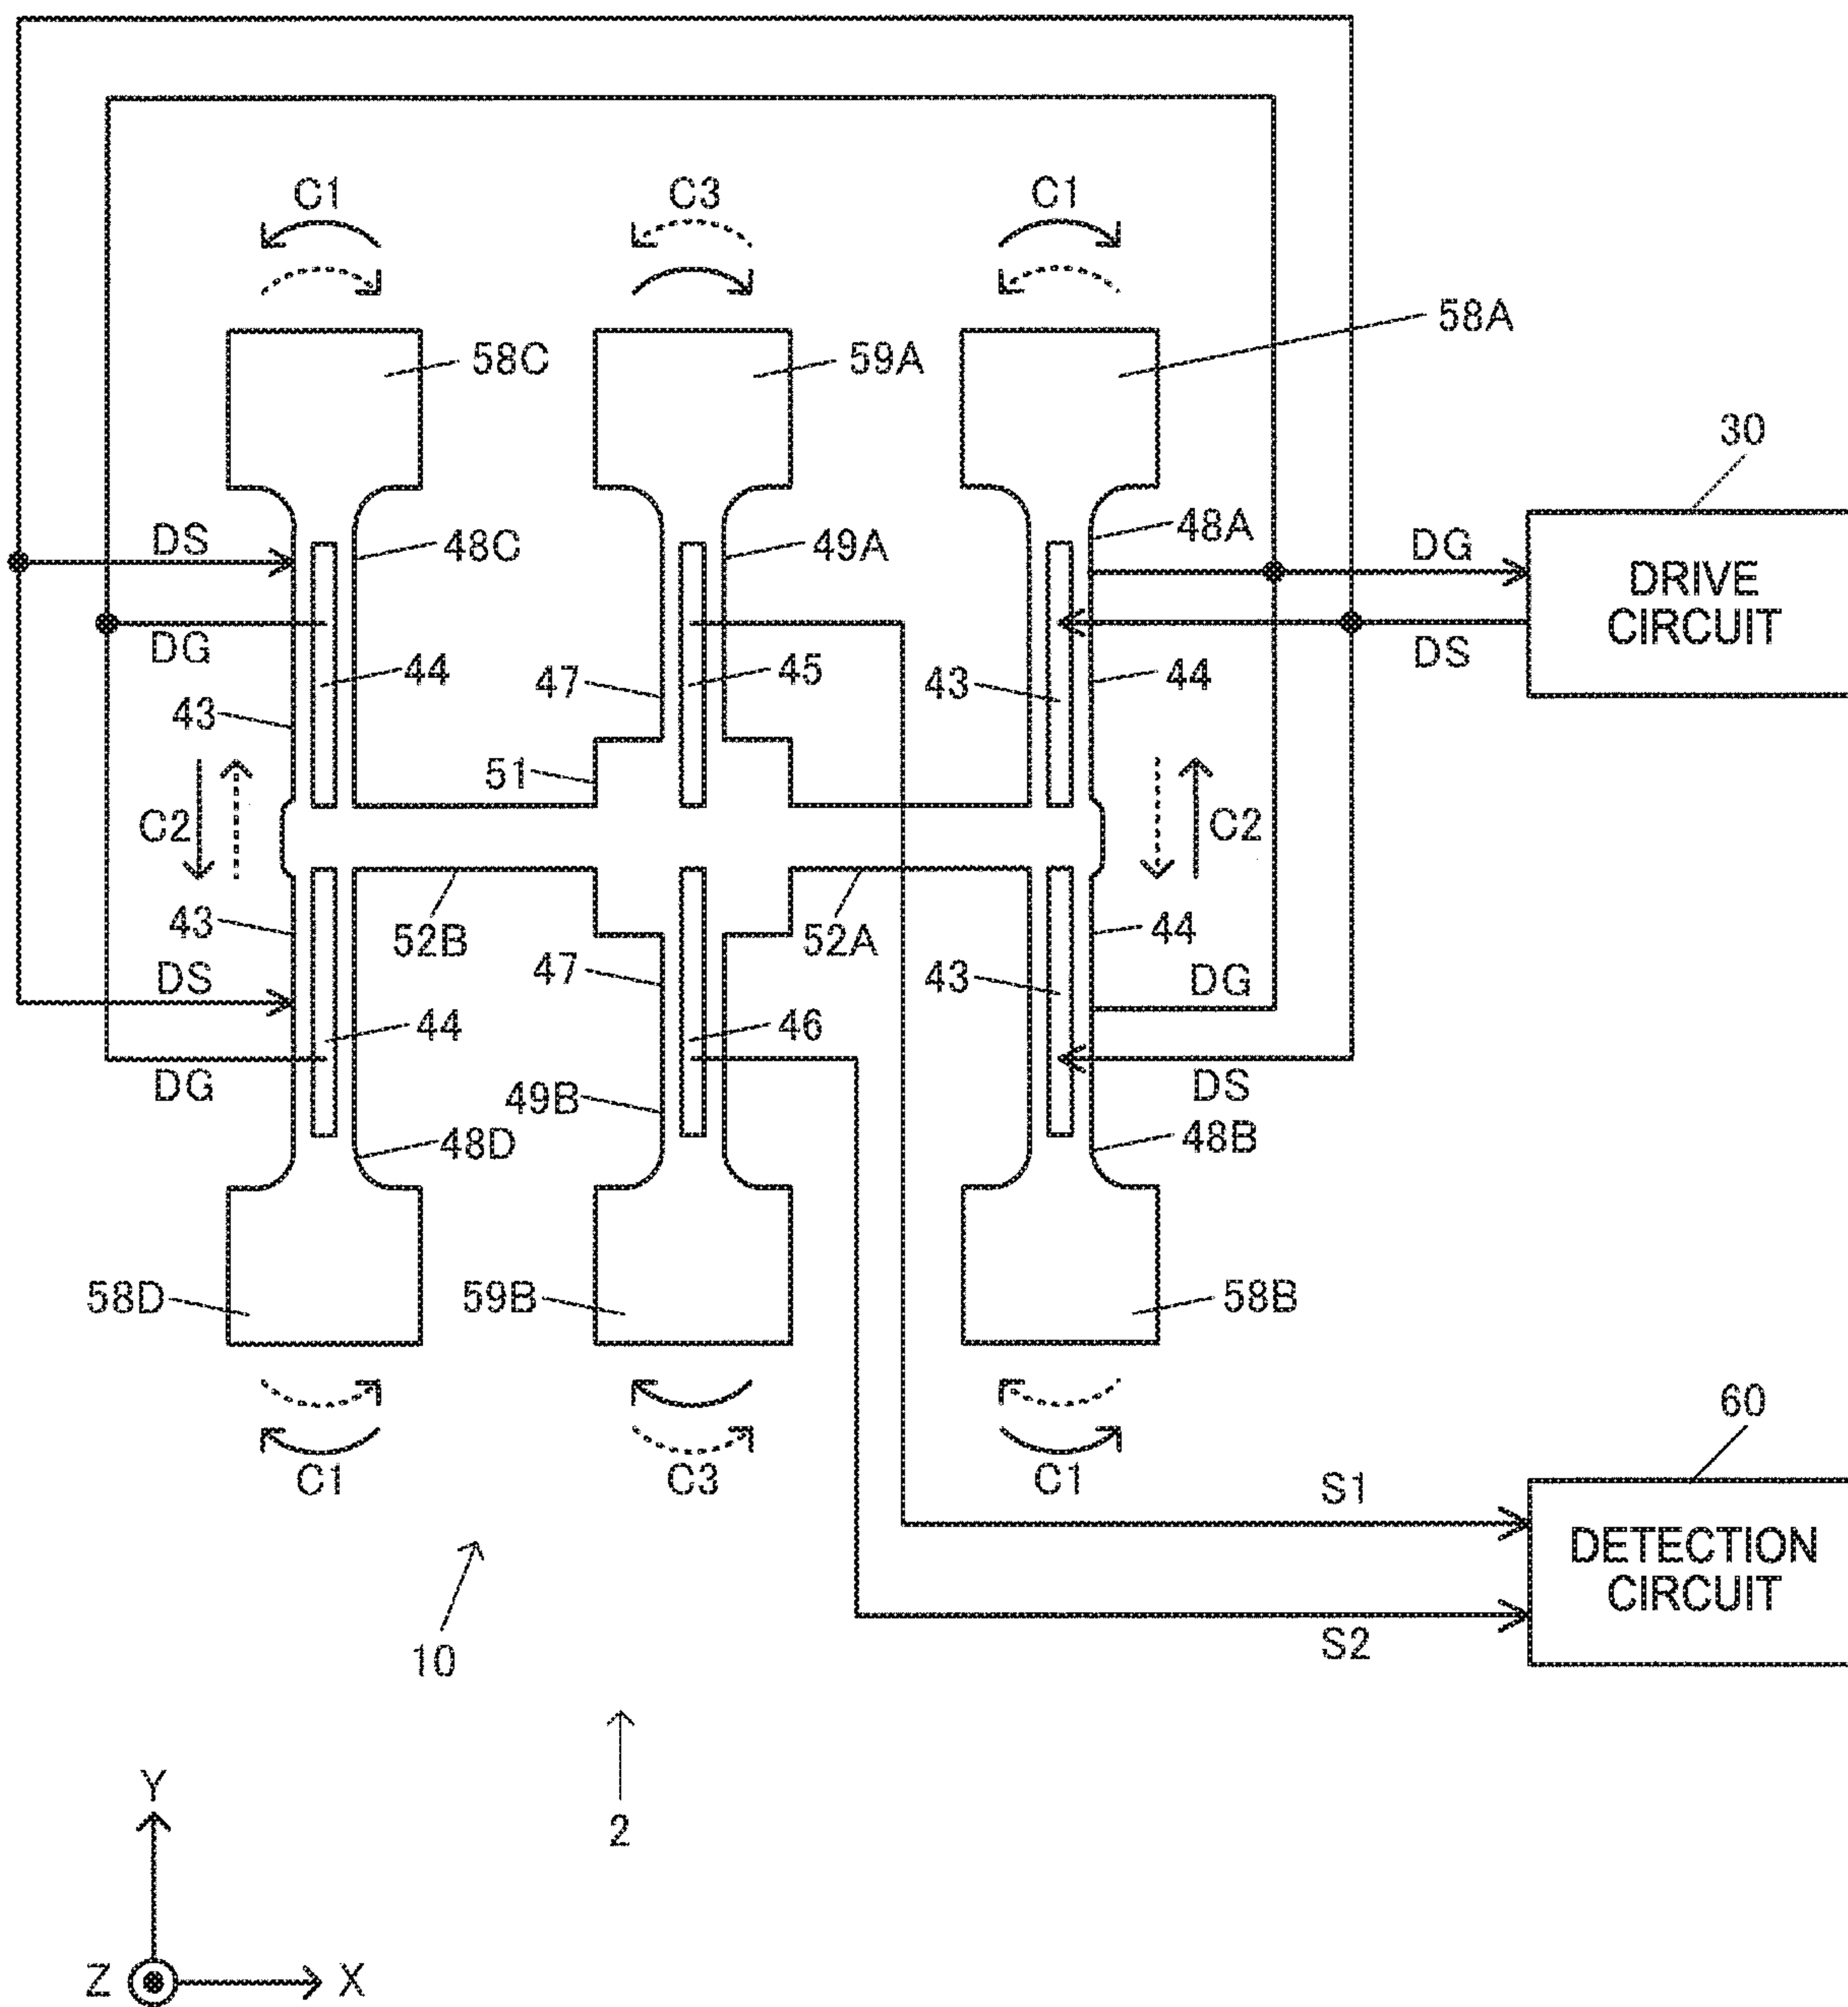 C1 C3 C1
58C 59A 58A
30
DS 48C 49A 48A DG
DRIVE
CIRCUIT
DG 44 47 45 43 44 DS
43
51
C2 C2
43 52B 52A 44
DS 47 43 DG
44 46
DG 49B DS
48D 48B
58D 59B 58B
C1 C3 C1
60
S1
DETECTION
CIRCUIT
S2
10
2
Y
Z X